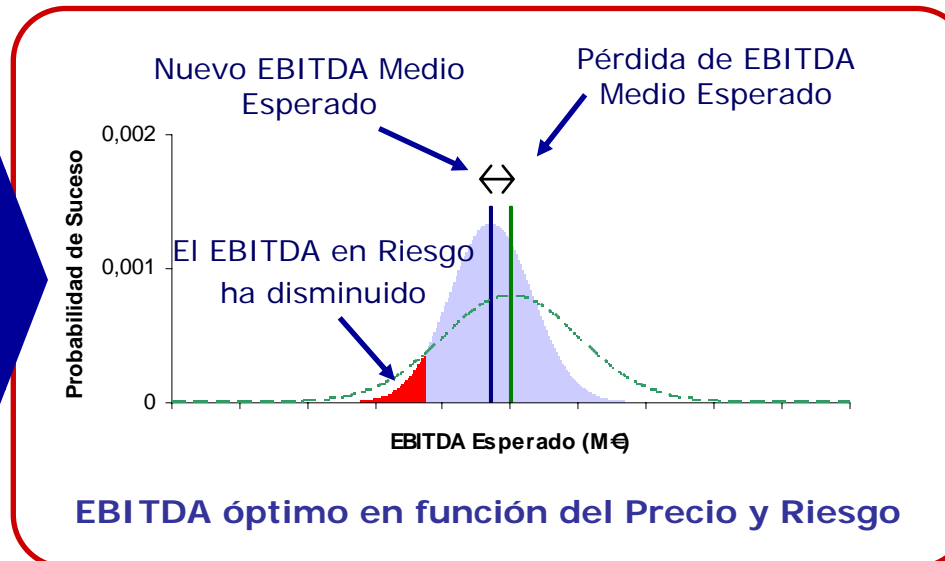 Nuevo EBITDA Medio
Esperado
Pérdida de EBITDA
Medio Esperado
0,002
Probabilidad de Suceso
El EBITDA en Riesgo
ha disminuido
0,001
0
EBITDA Esperado (M€)
EBITDA óptimo en función del Precio y Riesgo